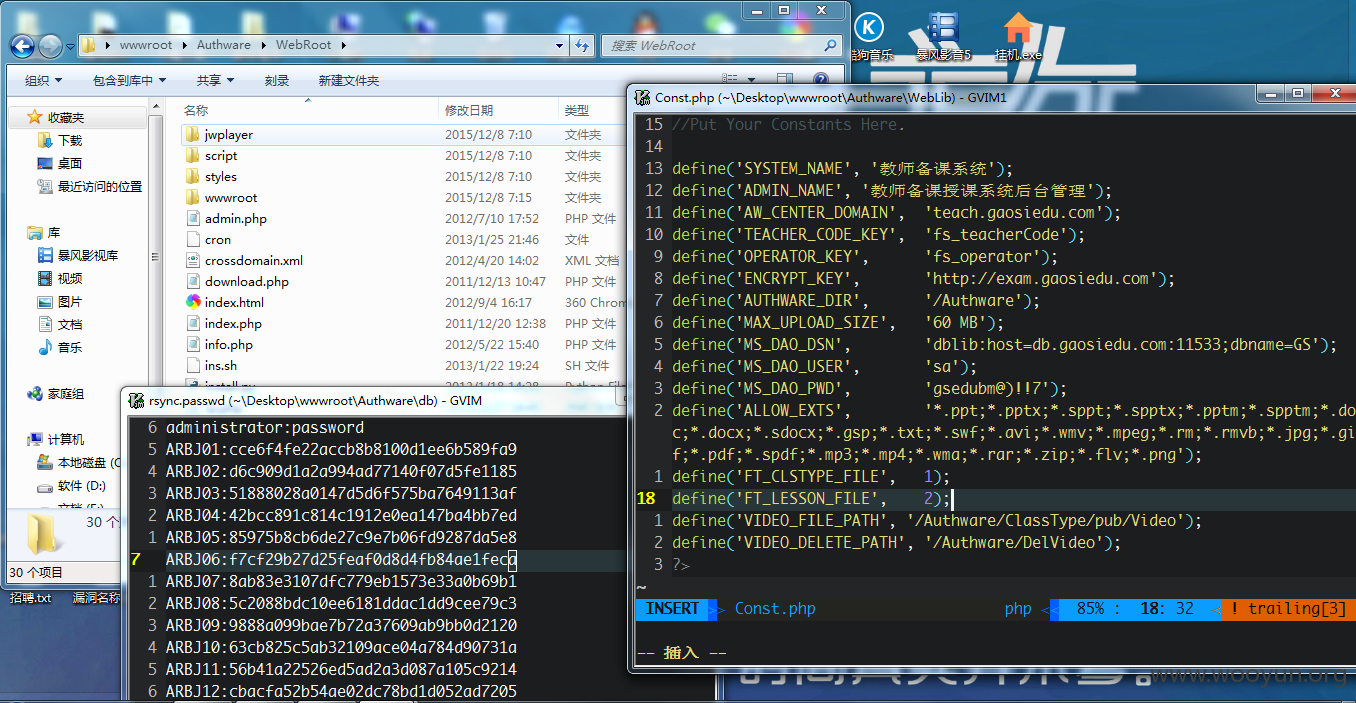 wwwroot ▸ Authware ▸ WebRoot ▸
搜索 WebRoot
组织 包含到库中 共享 刻录 新建文件夹
收藏夹
下载
桌面
最近访问的位置
库
暴风影视库
视频
图片
文档
音乐
家庭组
计算机
本地磁盘 (C
软件 (D:)
名称 修改日期 类型
jwplayer 2015/12/8 7:10 文件夹
script 2015/12/8 7:10 文件夹
styles 2015/12/8 7:10 文件夹
wwwroot 2015/12/8 7:15 文件夹
admin.php 2012/7/10 17:52 PHP 文件
cron 2013/1/25 21:46 文件
crossdomain.xml 2012/4/20 14:02 XML 文档
download.php 2011/12/13 10:47 PHP 文件
index.html 2012/9/4 16:17 360 Chrom
index.php 2011/12/20 12:38 PHP 文件
info.php 2012/5/22 15:40 PHP 文件
ins.sh 2013/1/22 19:24 SH 文件
30 个
30 个项目
招聘.txt 漏洞名称
酷狗音乐 暴风影音5 挂机.exe
rsync.passwd (~\Desktop\wwwroot\Authware\db) - GVIM
6 administrator:password
5 ARBJ01:cce6f4fe22accb8b8100d1ee6b589fa9
4 ARBJ02:d6c909d1a2a994ad77140f07d5fe1185
3 ARBJ03:51888028a0147d5d6f575ba7649113af
2 ARBJ04:42bcc891c814c1912e0ea147ba4bb7ed
1 ARBJ05:85975b8cb6de27c9e7b06fd9287da5e8
7 ARBJ06:f7cf29b27d25feaf0d8d4fb84ae1feca
1 ARBJ07:8ab83e3107dfc779eb1573e33a0b69b1
2 ARBJ08:5c2088bdc10ee6181ddac1dd9cee79c3
3 ARBJ09:9888a099bae7b72a37609ab9bb0d2120
4 ARBJ10:63cb825c5ab32109ace04a784d90731a
5 ARBJ11:56b41a22526ed5ad2a3d087a105c9214
6 ARBJ12:cbacfa52b54ae02dc78bd1d052ad7205
Const.php (~\Desktop\wwwroot\Authware\WebLib) - GVIM1
15 //Put Your Constants Here.
14
13 define('SYSTEM_NAME', '教师备课系统');
12 define('ADMIN_NAME', '教师备课授课系统后台管理');
11 define('AW_CENTER_DOMAIN', 'teach.gaosiedu.com');
10 define('TEACHER_CODE_KEY', 'fs_teacherCode');
9 define('OPERATOR_KEY', 'fs_operator');
8 define('ENCRYPT_KEY', 'http://exam.gaosiedu.com');
7 define('AUTHWARE_DIR', '/Authware');
6 define('MAX_UPLOAD_SIZE', '60 MB');
5 define('MS_DAO_DSN', 'dblib:host=db.gaosiedu.com:11533;dbname=GS');
4 define('MS_DAO_USER', 'sa');
3 define('MS_DAO_PWD', 'gsedubm@)!!7');
2 define('ALLOW_EXTS', '*.ppt;*.pptx;*.sppt;*.spptx;*.pptm;*.spptm;*.do
c;*.docx;*.sdocx;*.gsp;*.txt;*.swf;*.avi;*.wmv;*.mpeg;*.rm;*.rmvb;*.jpg;*.gi
f;*.pdf;*.spdf;*.mp3;*.mp4;*.wma;*.rar;*.zip;*.flv;*.png');
1 define('FT_CLSTYPE_FILE', 1);
18 define('FT_LESSON_FILE', 2);
1 define('VIDEO_FILE_PATH', '/Authware/ClassType/pub/Video');
2 define('VIDEO_DELETE_PATH', '/Authware/DelVideo');
3 ?>
~
INSERT > Const.php php < 85% : 18: 32 < ! trailing[3]
-- 插入 --
www.wooyun.org